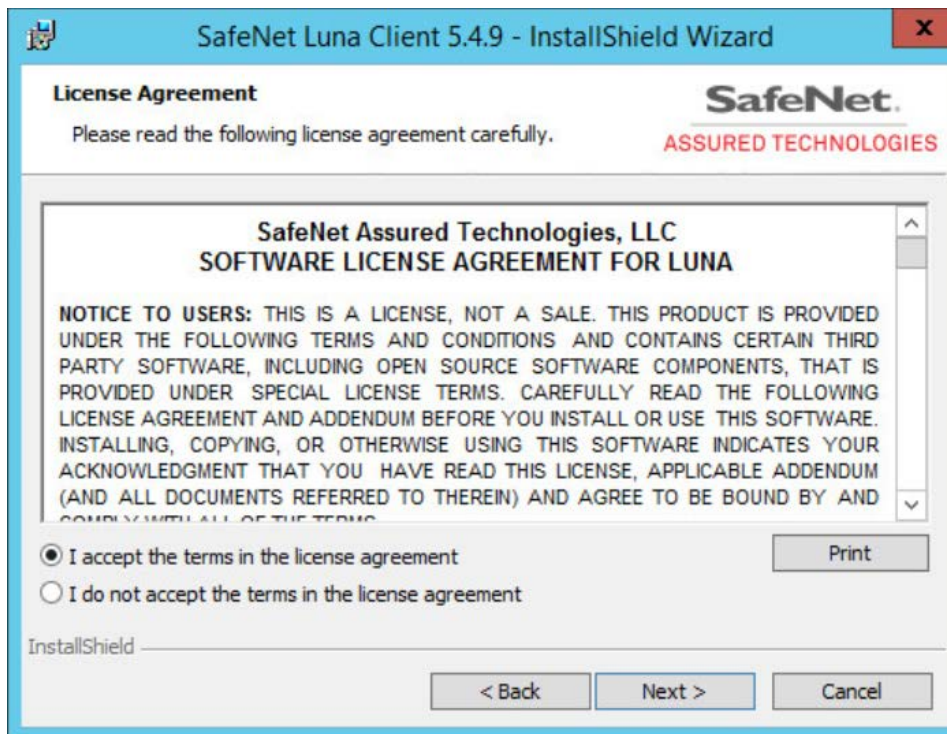 SafeNet Luna Client 5.4.9 - InstallShield Wizard
x
License Agreement
Please read the following license agreement carefully.
SafeNet.
ASSURED TECHNOLOGIES
SafeNet Assured Technologies, LLC
SOFTWARE LICENSE AGREEMENT FOR LUNA
NOTICE TO USERS: THIS IS A LICENSE, NOT A SALE. THIS PRODUCT IS PROVIDED
UNDER THE FOLLOWING TERMS AND CONDITIONS AND CONTAINS CERTAIN THIRD
PARTY SOFTWARE, INCLUDING OPEN SOURCE SOFTWARE COMPONENTS, THAT IS
PROVIDED UNDER SPECIAL LICENSE TERMS. CAREFULLY READ THE FOLLOWING
LICENSE AGREEMENT AND ADDENDUM BEFORE YOU INSTALL OR USE THIS SOFTWARE.
INSTALLING, COPYING, OR OTHERWISE USING THIS SOFTWARE INDICATES YOUR
ACKNOWLEDGMENT THAT YOU HAVE READ THIS LICENSE, APPLICABLE ADDENDUM
(AND ALL DOCUMENTS REFERRED TO THEREIN) AND AGREE TO BE BOUND BY AND
COMPLY WITH ALL OF THE TERMS
I accept the terms in the license agreement
Print
I do not accept the terms in the license agreement
InstallShield
< Back
Next >
Cancel